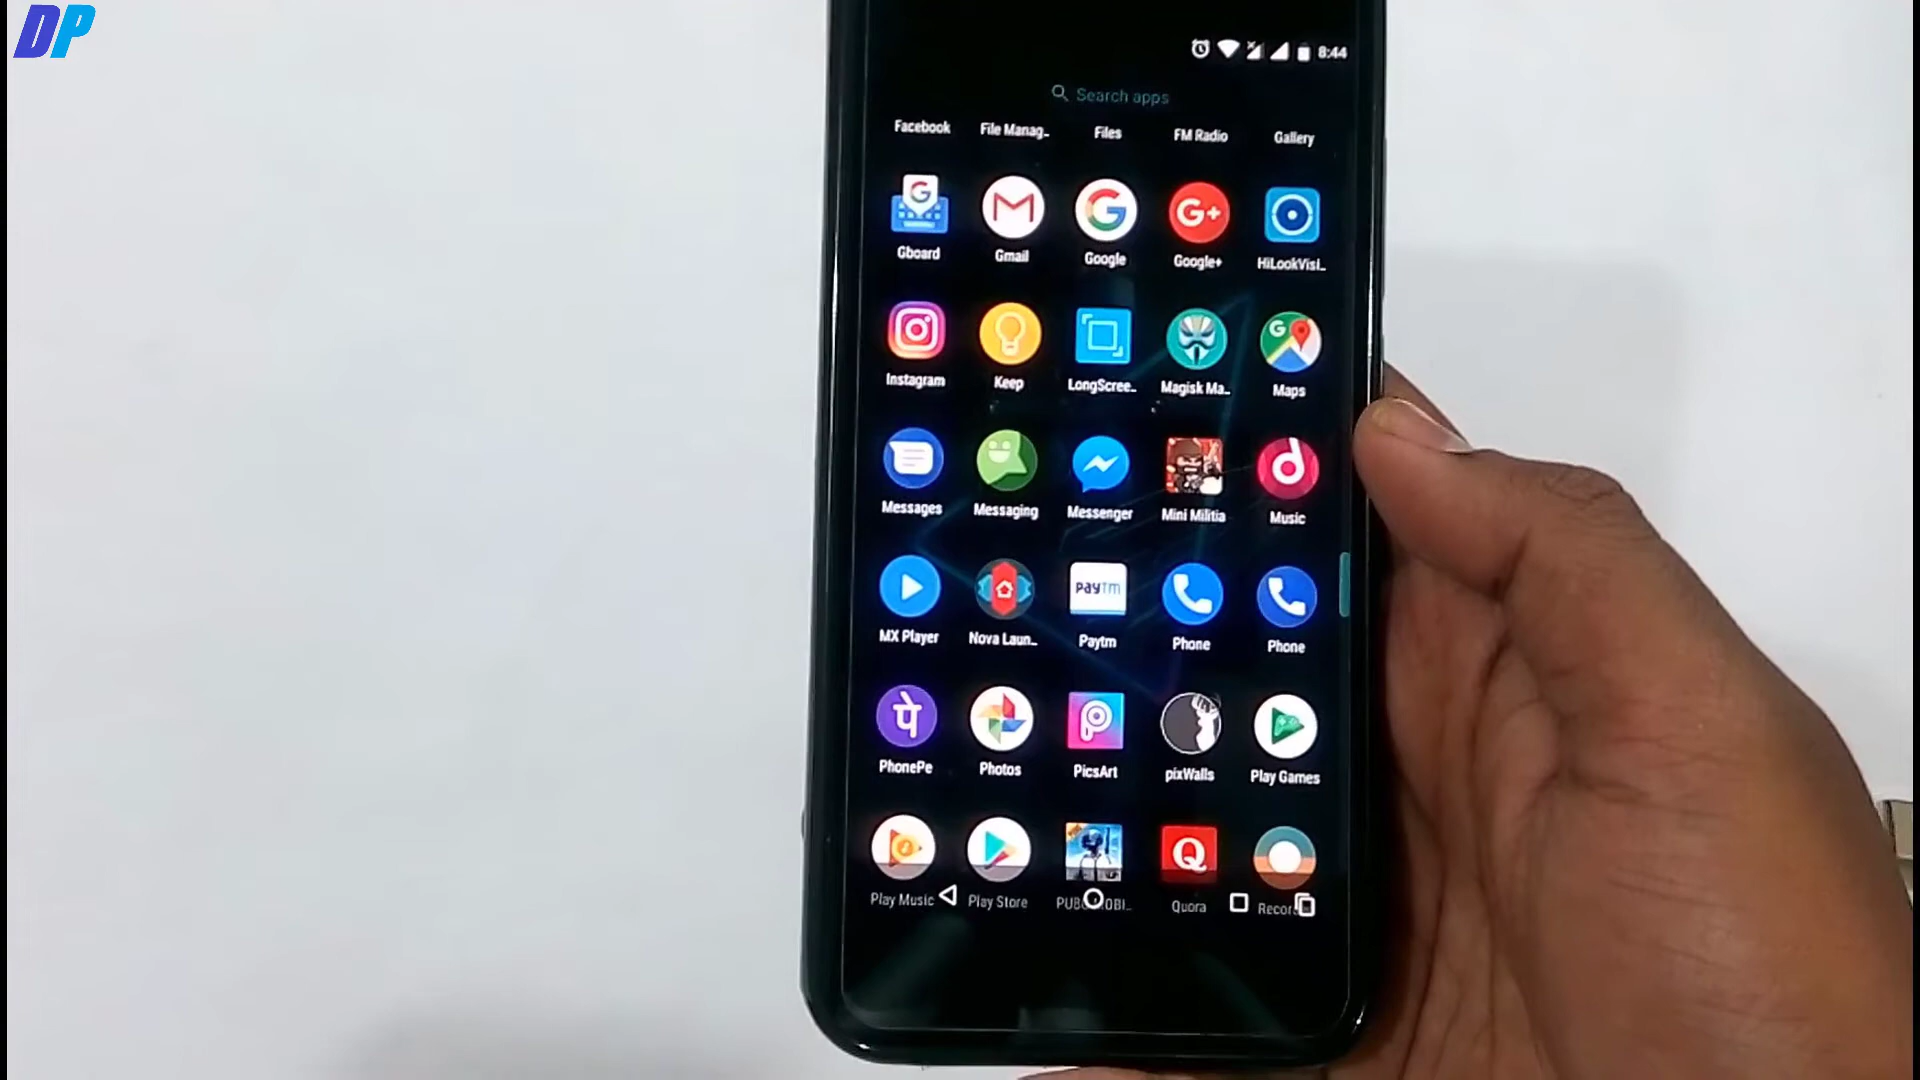 DP
8:44
Search apps
Facebook File Manag.. Files FM Radio Gallery
Gboard Gmail Google Google+ HiLookVisi..
Instagram Keep LongScree.. Magisk Ma.. Maps
Messages Messaging Messenger Mini Militia Music
MX Player Nova Laun.. Paytm Phone Phone
पे
PhonePe Photos PicsArt pixWalls Play Games
Play Music Play Store Quora